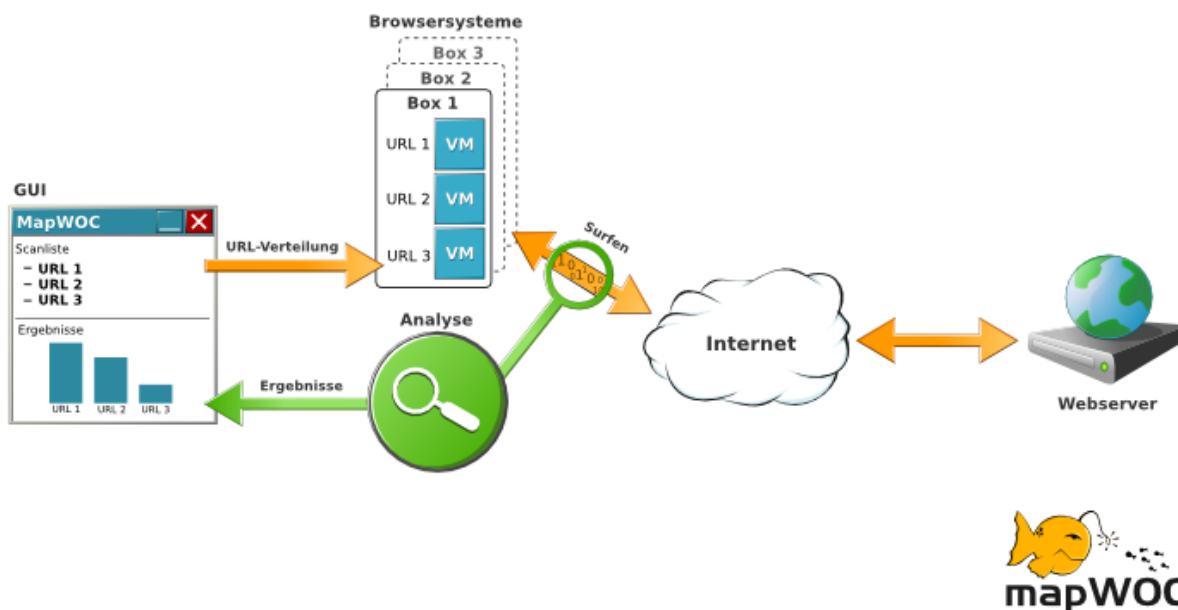 Browsersysteme
Box 3
Box 2
Box 1
URL 1 VM
URL 2 VM
URL 3 VM
GUI
MapWOC
Scanliste
– URL 1
– URL 2
– URL 3
Ergebnisse
URL 1 URL 2 URL 3
URL-Verteilung
Surfen
Analyse
Ergebnisse
Internet
Webserver
mapWOC